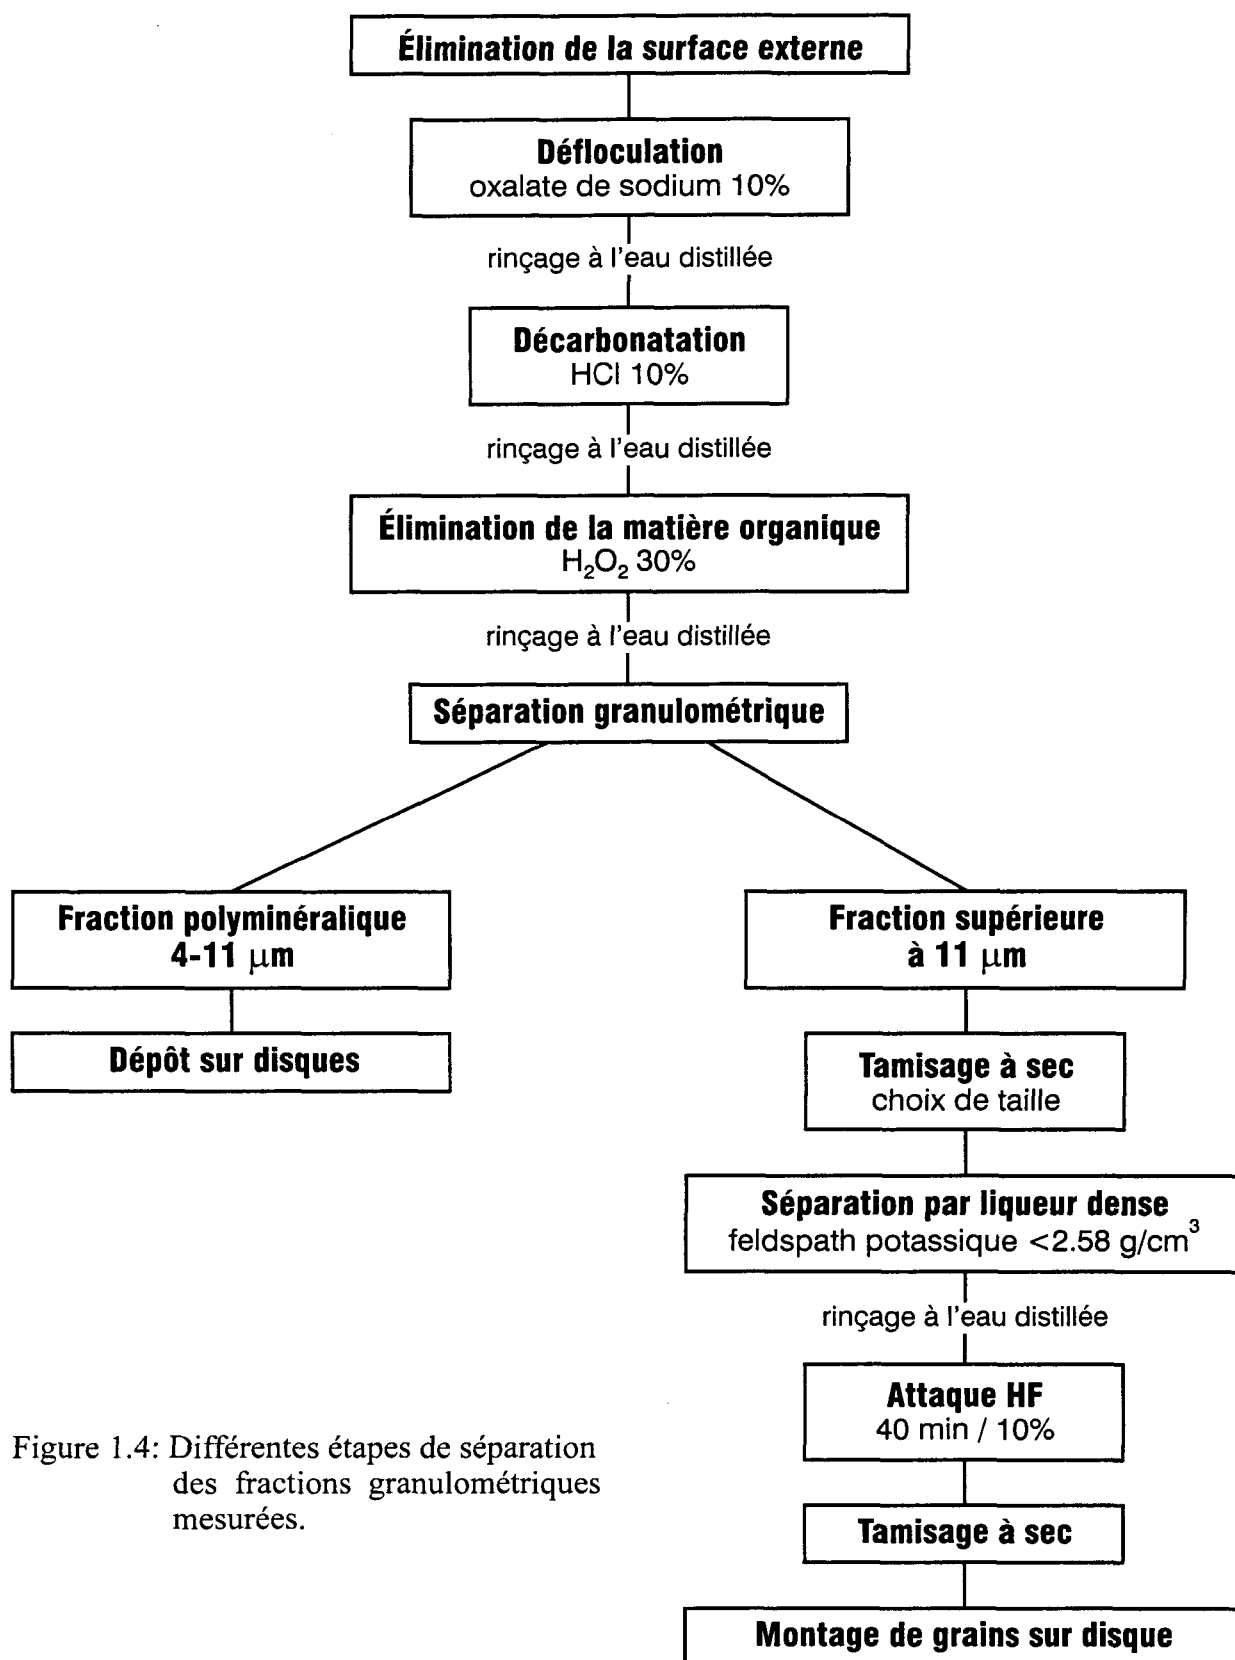 Élimination de la surface externe
Défloculation
oxalate de sodium 10%
rinçage à l'eau distillée
Décarbonatation
HCl 10%
rinçage à l'eau distillée
Élimination de la matière organique
H₂O₂ 30%
rinçage à l'eau distillée
Séparation granulométrique
Fraction polyminéralique
4-11 µm
Dépôt sur disques
Fraction supérieure
à 11 µm
Tamisage à sec
choix de taille
Séparation par liqueur dense
feldspath potassique <2.58 g/cm³
rinçage à l'eau distillée
Attaque HF
40 min / 10%
Tamisage à sec
Montage de grains sur disque
Figure 1.4: Différentes étapes de séparation
des fractions granulométriques
mesurées.